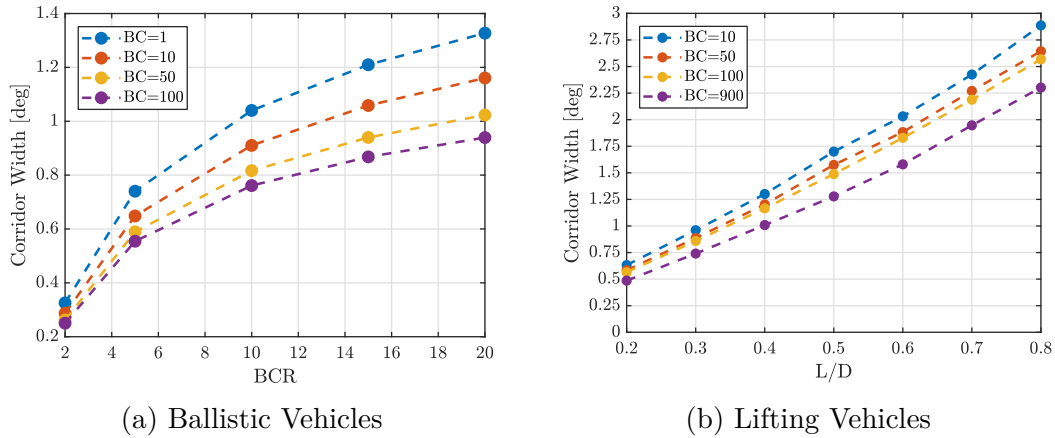 1.4
1.2
1
0.8
0.6
0.4
0.2
Corridor Width [deg]
BC=1
BC=10
BC=50
BC=100
2 4 6 8 10 12 14 16 18 20
BCR
(a) Ballistic Vehicles
3
2.75
2.5
2.25
2
1.75
1.5
1.25
1
0.75
0.5
0.25
0
Corridor Width [deg]
BC=10
BC=50
BC=100
BC=900
0.2 0.3 0.4 0.5 0.6 0.7 0.8
L/D
(b) Lifting Vehicles